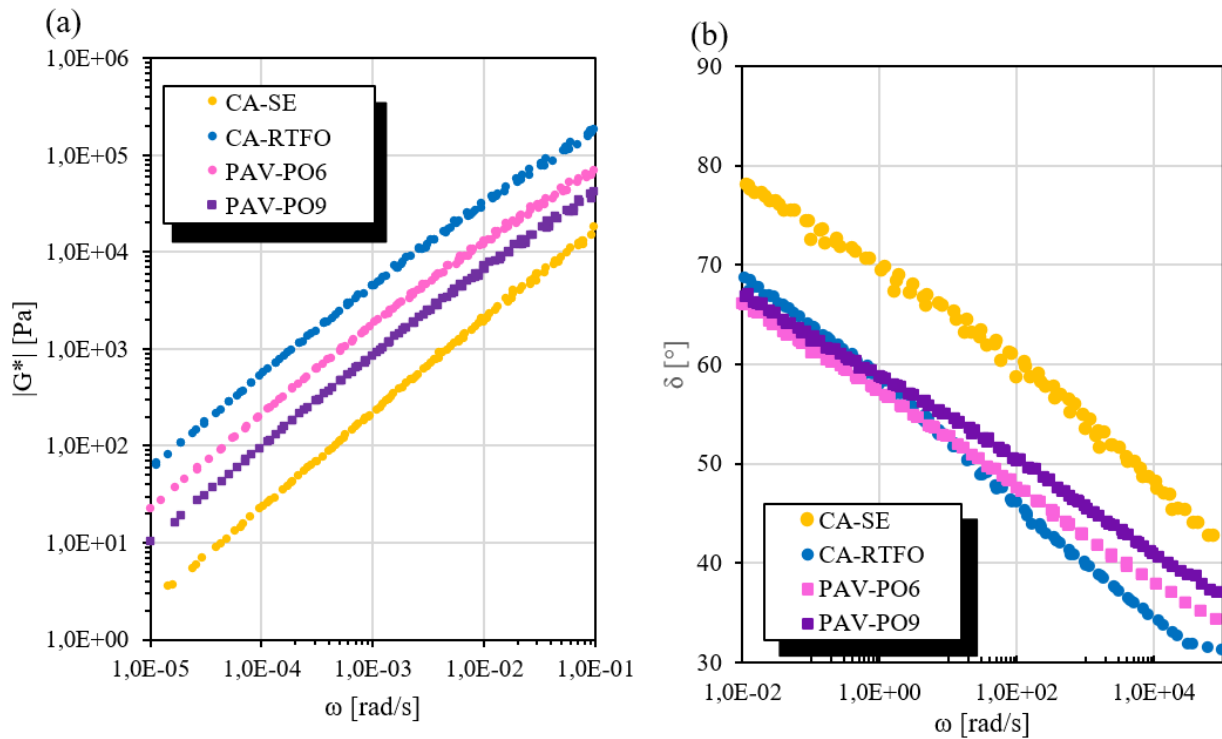 (a)
1,0E+06
1,0E+05
1,0E+04
1,0E+03
1,0E+02
1,0E+01
1,0E+00
|G*| [Pa]
CA-SE
CA-RTFO
PAV-PO6
PAV-PO9
1,0E-05
1,0E-04
1,0E-03
1,0E-02
1,0E-01
ω [rad/s]
(b)
90
80
70
60
50
40
30
δ [°]
CA-SE
CA-RTFO
PAV-PO6
PAV-PO9
1,0E-02
1,0E+00
1,0E+02
1,0E+04
ω [rad/s]